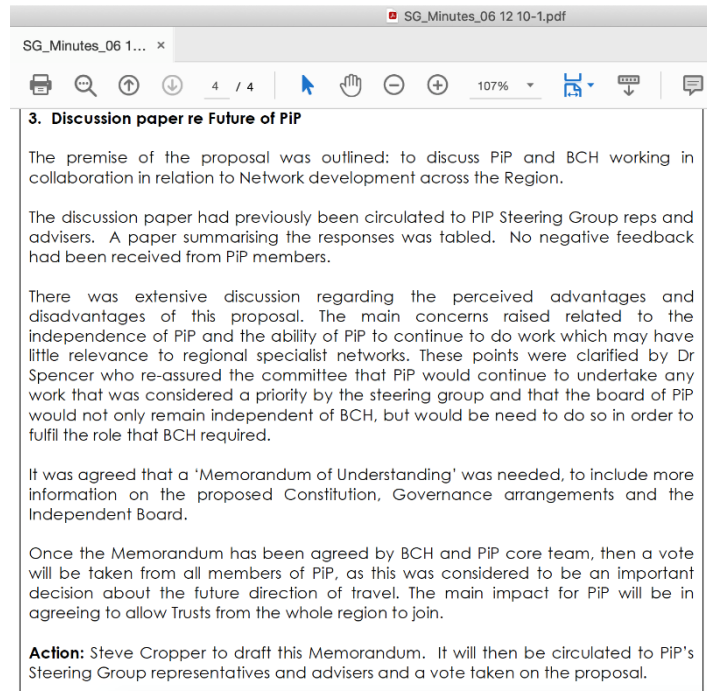 SG_Minutes_06 12 10-1.pdf
SG_Minutes_06 1... ×
4 / 4 107%
3. Discussion paper re Future of PiP
The premise of the proposal was outlined: to discuss PiP and BCH working in
collaboration in relation to Network development across the Region.
The discussion paper had previously been circulated to PIP Steering Group reps and
advisers. A paper summarising the responses was tabled. No negative feedback
had been received from PiP members.
There was extensive discussion regarding the perceived advantages and
disadvantages of this proposal. The main concerns raised related to the
independence of PiP and the ability of PiP to continue to do work which may have
little relevance to regional specialist networks. These points were clarified by Dr
Spencer who re-assured the committee that PiP would continue to undertake any
work that was considered a priority by the steering group and that the board of PiP
would not only remain independent of BCH, but would be need to do so in order to
fulfil the role that BCH required.
It was agreed that a 'Memorandum of Understanding' was needed, to include more
information on the proposed Constitution, Governance arrangements and the
Independent Board.
Once the Memorandum has been agreed by BCH and PiP core team, then a vote
will be taken from all members of PiP, as this was considered to be an important
decision about the future direction of travel. The main impact for PiP will be in
agreeing to allow Trusts from the whole region to join.
Action: Steve Cropper to draft this Memorandum. It will then be circulated to PiP's
Steering Group representatives and advisers and a vote taken on the proposal.